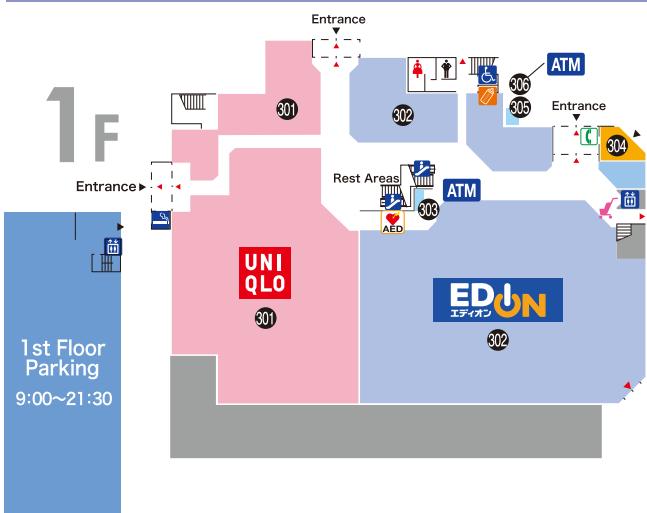 Entrance
ATM
306
301
302
305
Entrance
1F
304
Rest Areas
Entrance
ATM
303
AED
UNI
QLO
EDION
エディオン
301
302
1st Floor
Parking
9:00～21:30